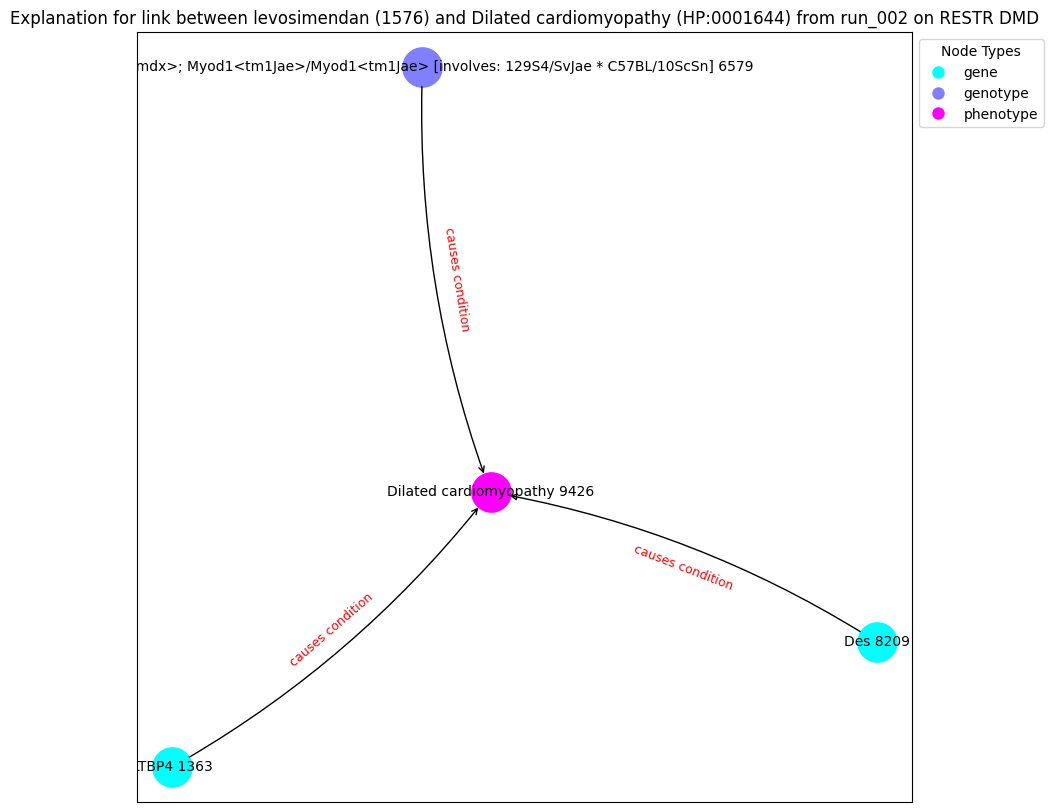 Explanation for link between levosimendan (1576) and Dilated cardiomyopathy (HP:0001644) from run_002 on RESTR DMD
Node Types
gene
genotype
phenotype
mdx>; Myod1<tm1Jae>/Myod1<tm1Jae> [involves: 129S4/SvJae * C57BL/10ScSn] 6579
causes condition
Dilated cardiomyopathy 9426
causes condition
causes condition
Des 8209
TBP4 1363